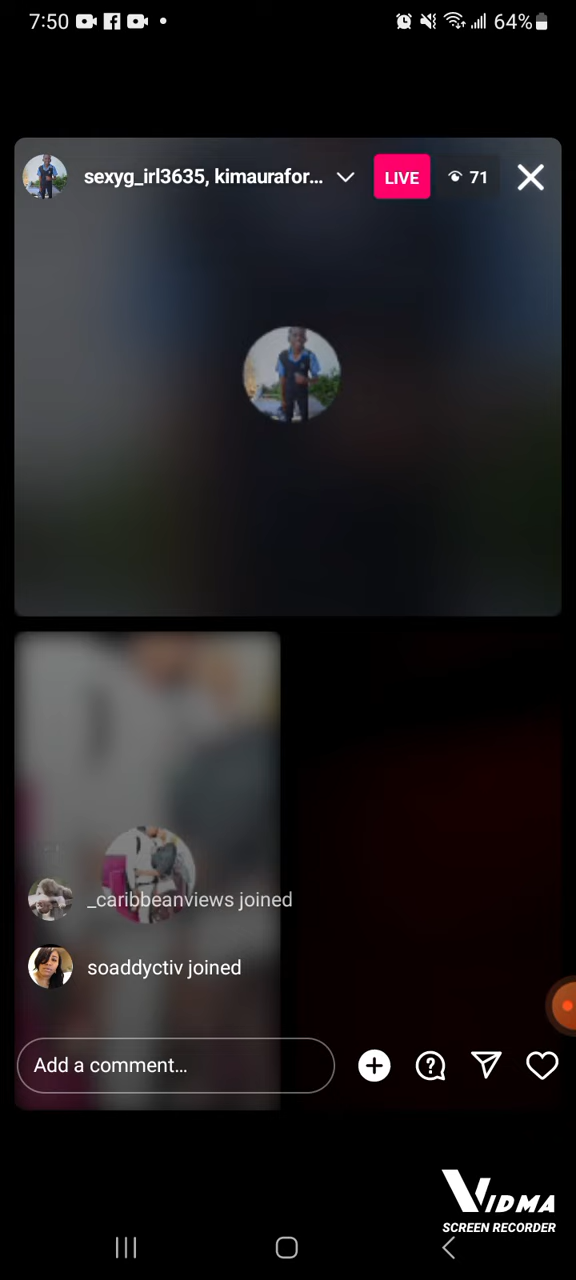 7:50
64%
sexyg_irl3635, kimaurafor...
LIVE
71
_caribbeanviews joined
soaddyctiv joined
Add a comment...
VIDMA
SCREEN RECORDER